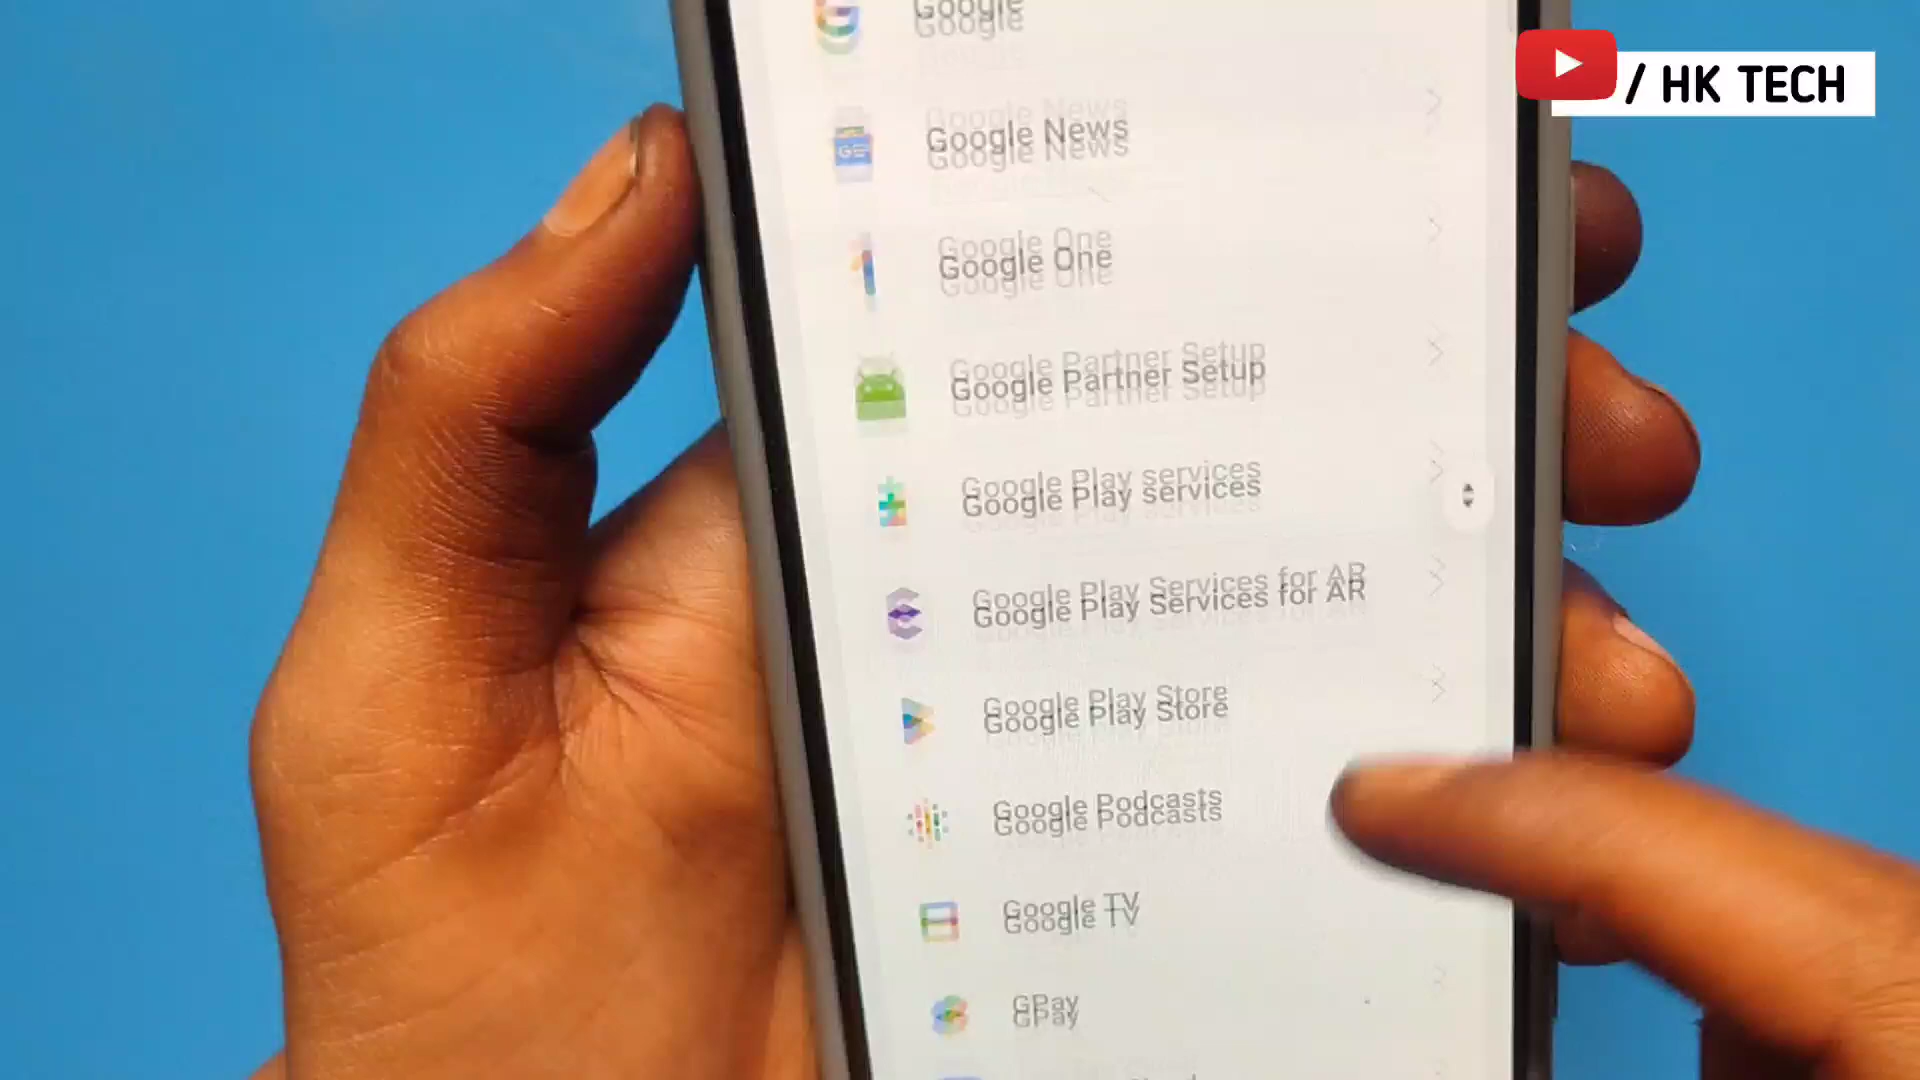 / HK TECH
Google
Google News
GE
Google One
Google Partner Setup
Google Play services
Google Play Services for AR
Google Play Store
Google Podcasts
Google TV
GPay